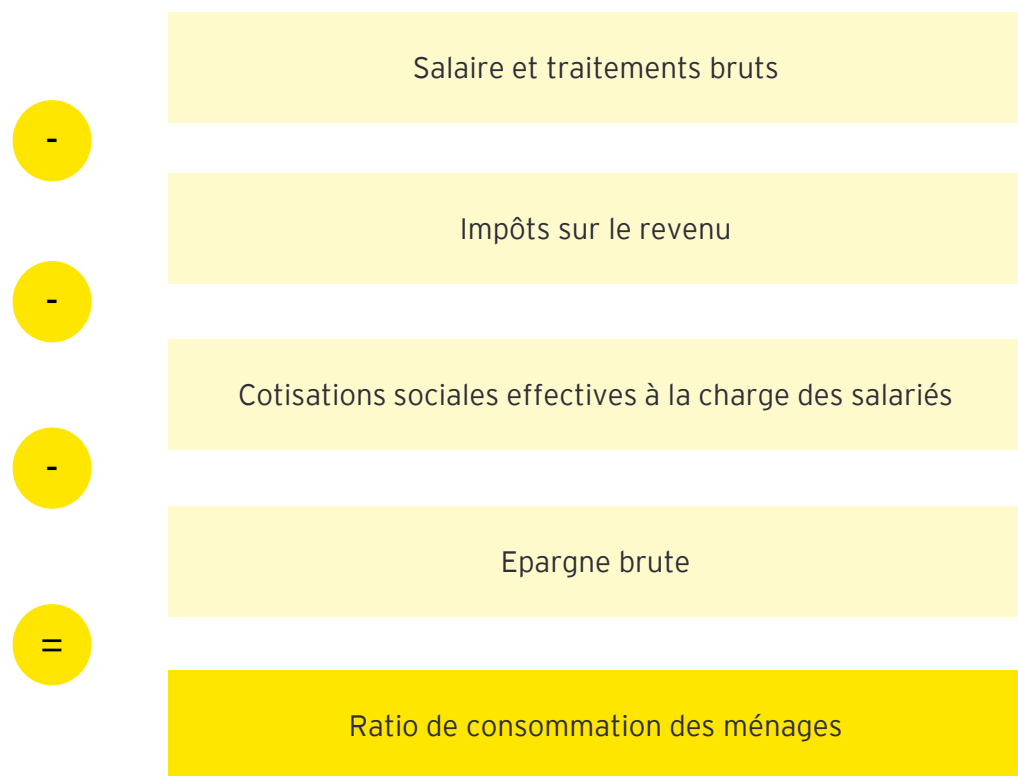 Salaire et traitements bruts
-
Impôts sur le revenu
-
Cotisations sociales effectives à la charge des salariés
-
Epargne brute
=
Ratio de consommation des ménages